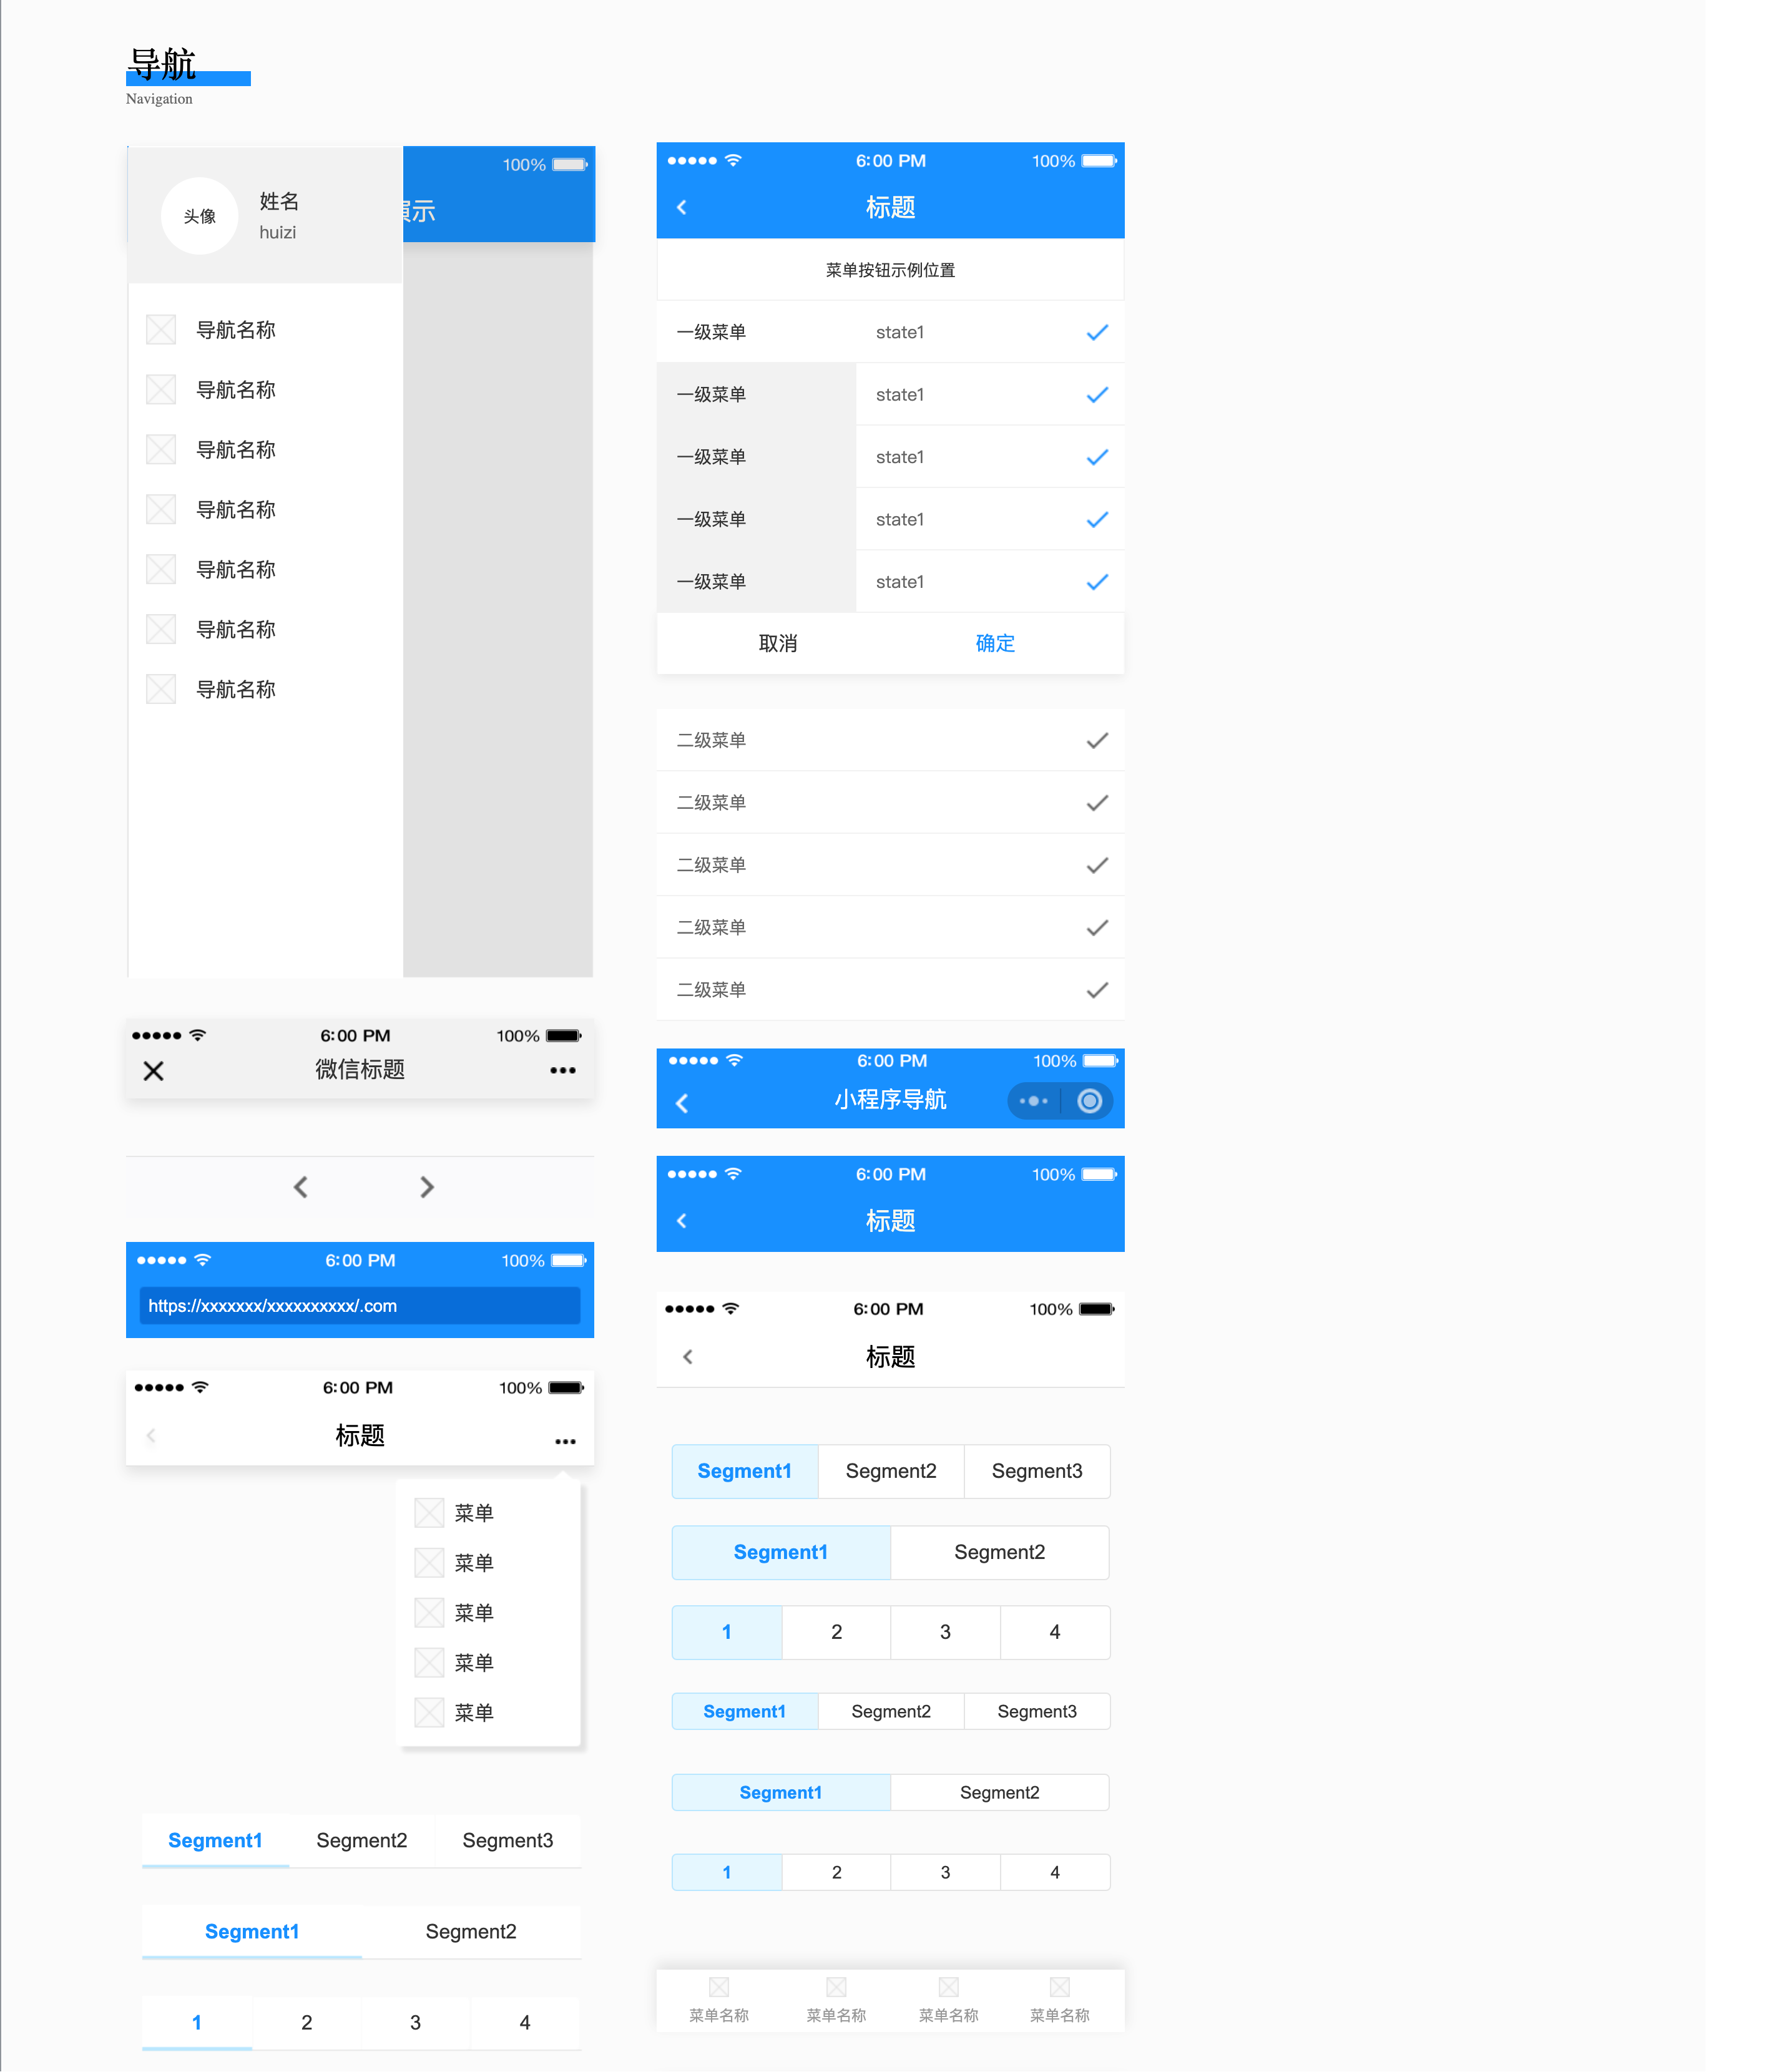 导航
Navigation
100%
演示
头像
姓名
huizi
导航名称
导航名称
导航名称
导航名称
导航名称
导航名称
导航名称
6:00 PM
100%
微信标题
6:00 PM
100%
https://xxxxxxx/xxxxxxxxxx/.com
6:00 PM
100%
标题
菜单
菜单
菜单
菜单
菜单
Segment1 Segment2 Segment3
Segment1 Segment2
1 2 3 4
6:00 PM
100%
标题
菜单按钮示例位置
一级菜单 state1
一级菜单 state1
一级菜单 state1
一级菜单 state1
一级菜单 state1
取消 确定
二级菜单
二级菜单
二级菜单
二级菜单
二级菜单
6:00 PM
100%
小程序导航
6:00 PM
100%
标题
6:00 PM
100%
标题
Segment1 Segment2 Segment3
Segment1 Segment2
1 2 3 4
Segment1 Segment2 Segment3
Segment1 Segment2
1 2 3 4
菜单名称 菜单名称 菜单名称 菜单名称